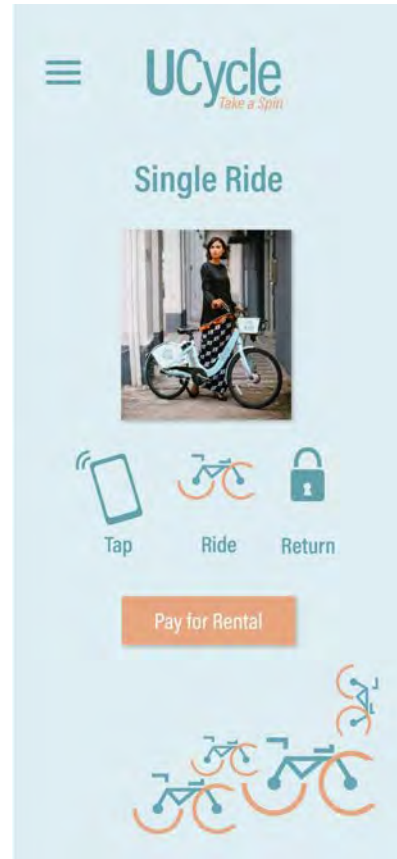 UCycle
Take a Spin
Single Ride
Tap
Ride
Return
Pay for Rental